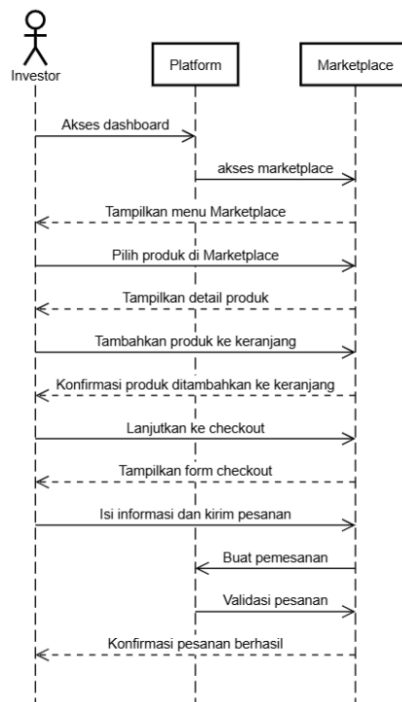 Investor
Platform
Marketplace
Akses dashboard
akses marketplace
Tampilkan menu Marketplace
Pilih produk di Marketplace
Tampilkan detail produk
Tambahkan produk ke keranjang
Konfirmasi produk ditambahkan ke keranjang
Lanjutkan ke checkout
Tampilkan form checkout
Isi informasi dan kirim pesanan
Buat pemesanan
Validasi pesanan
Konfirmasi pesanan berhasil